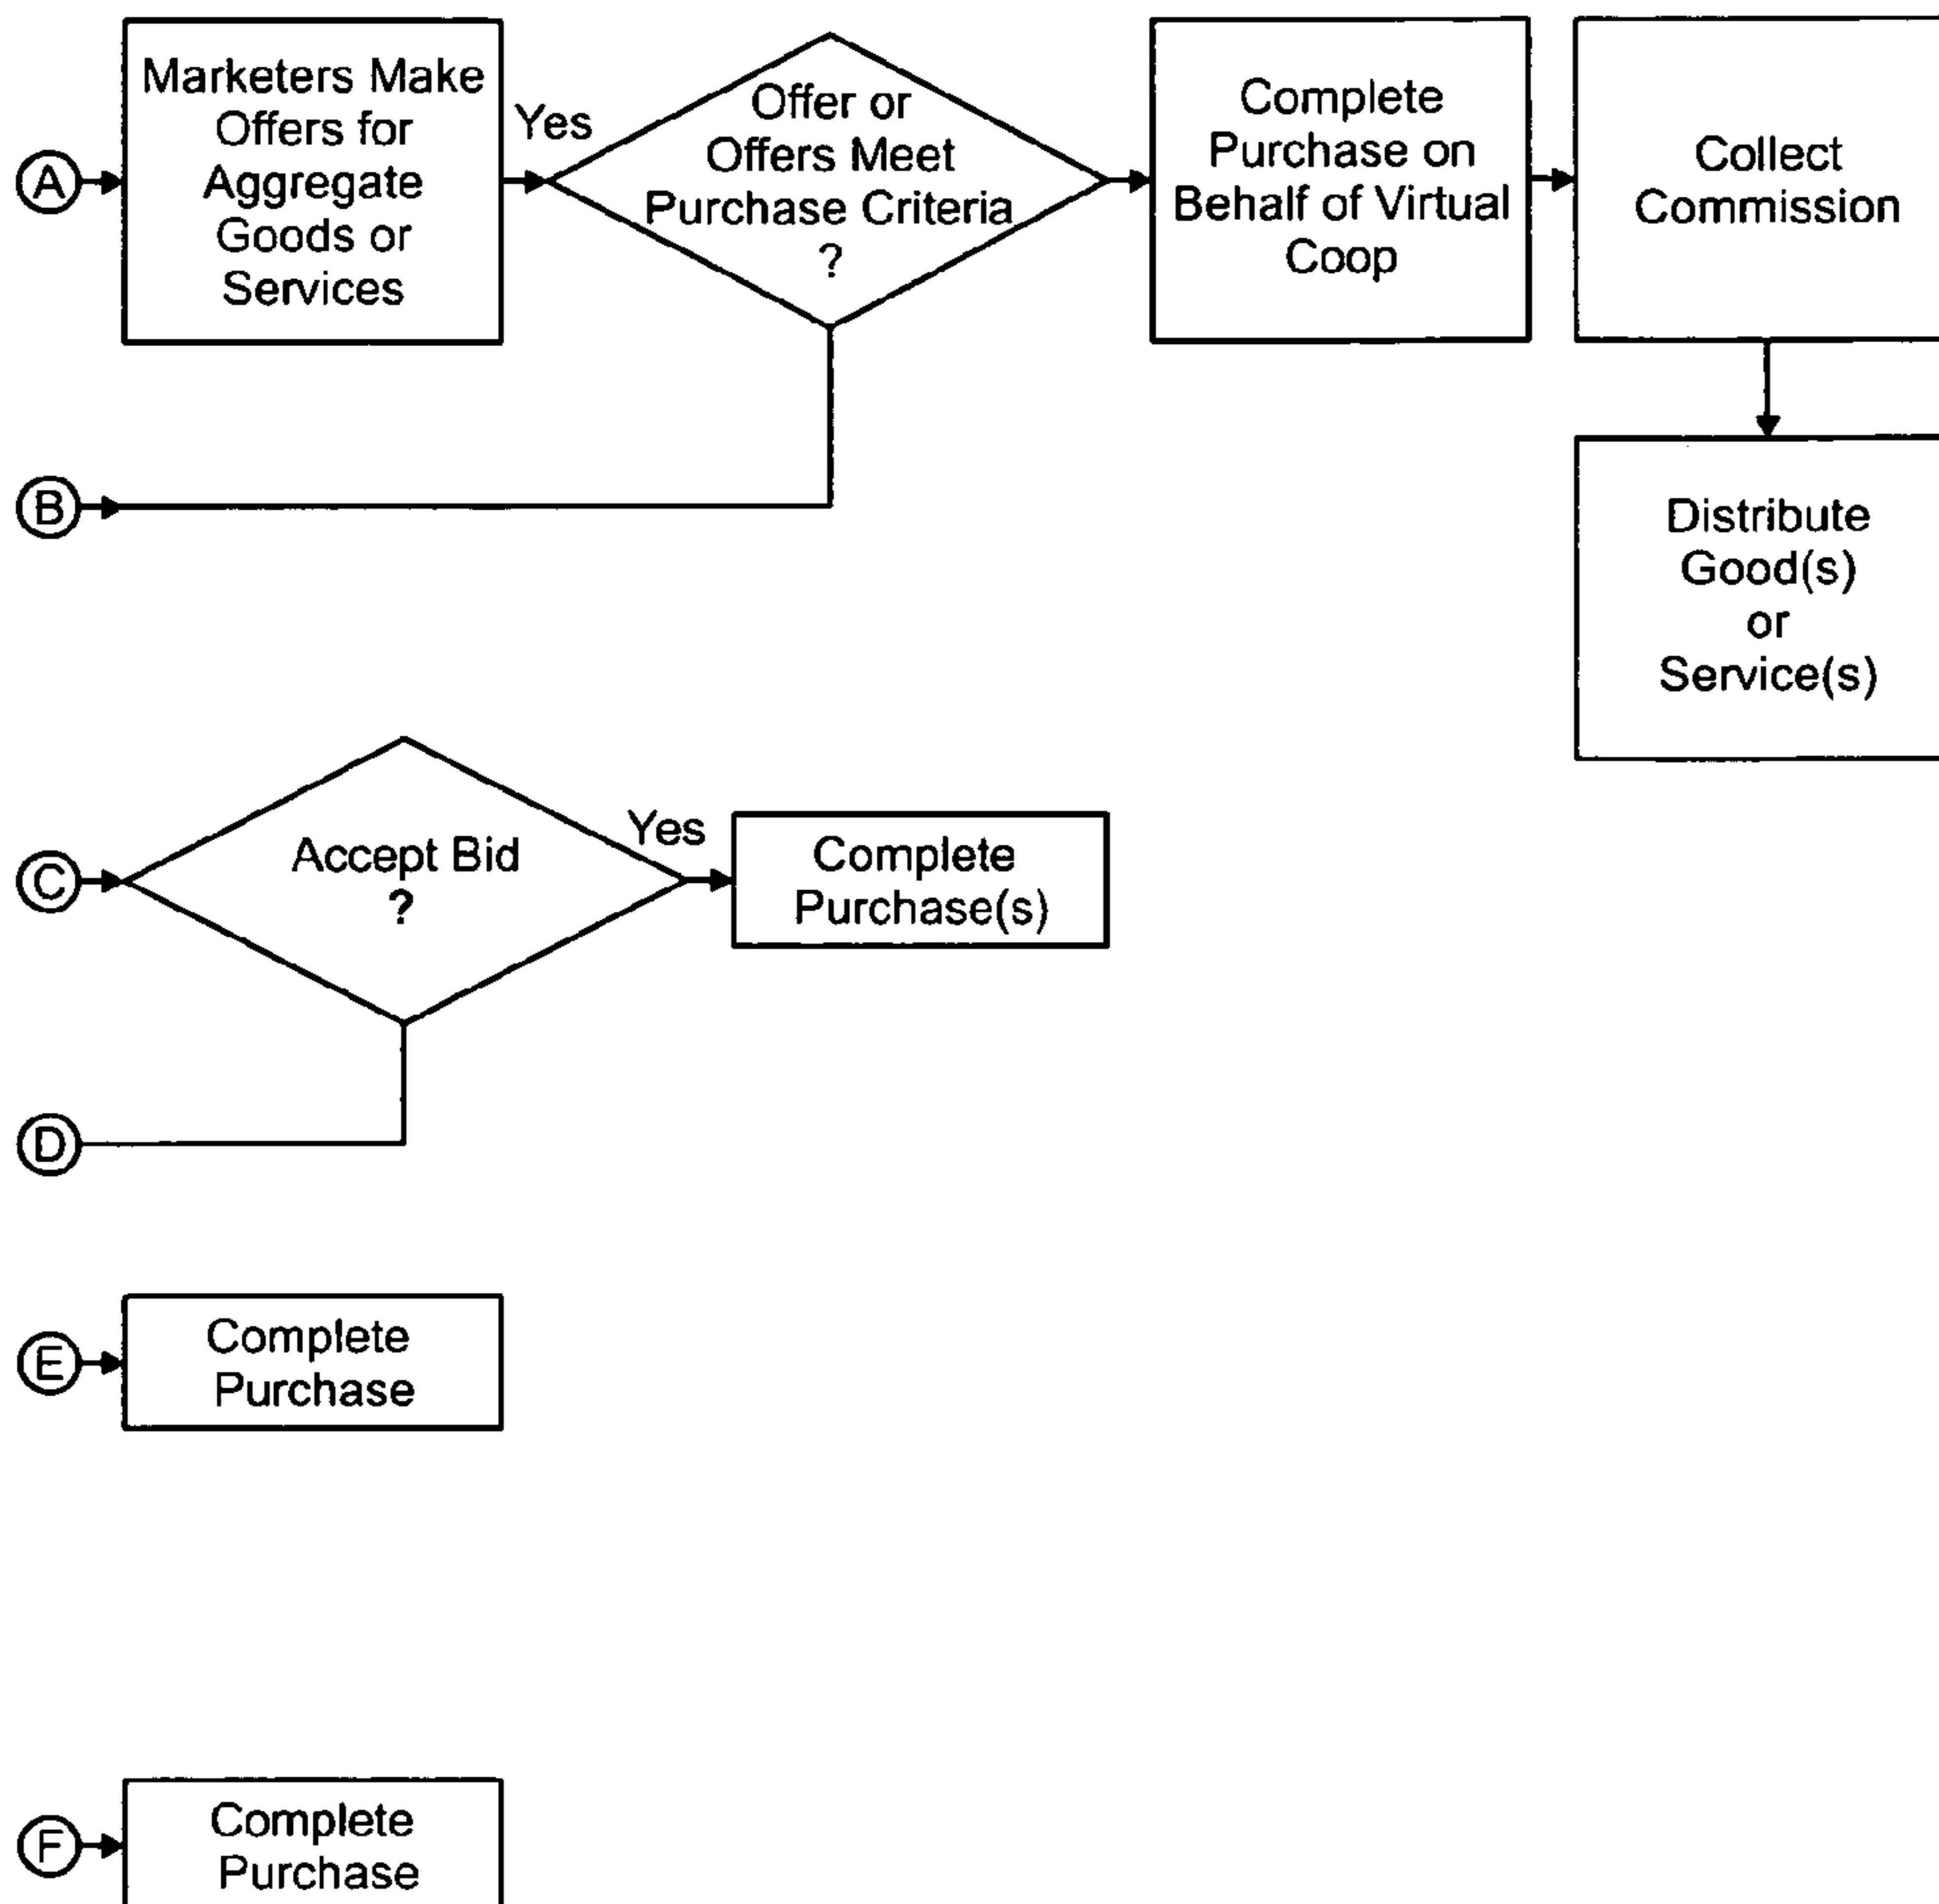 A
Marketers Make
Offers for
Aggregate
Goods or
Services
Yes
Offer or
Offers Meet
Purchase Criteria
?
Complete
Purchase on
Behalf of Virtual
Coop
Collect
Commission
B
Distribute
Good(s)
or
Service(s)
C
Accept Bid
?
Yes
Complete
Purchase(s)
D
E
Complete
Purchase
F
Complete
Purchase